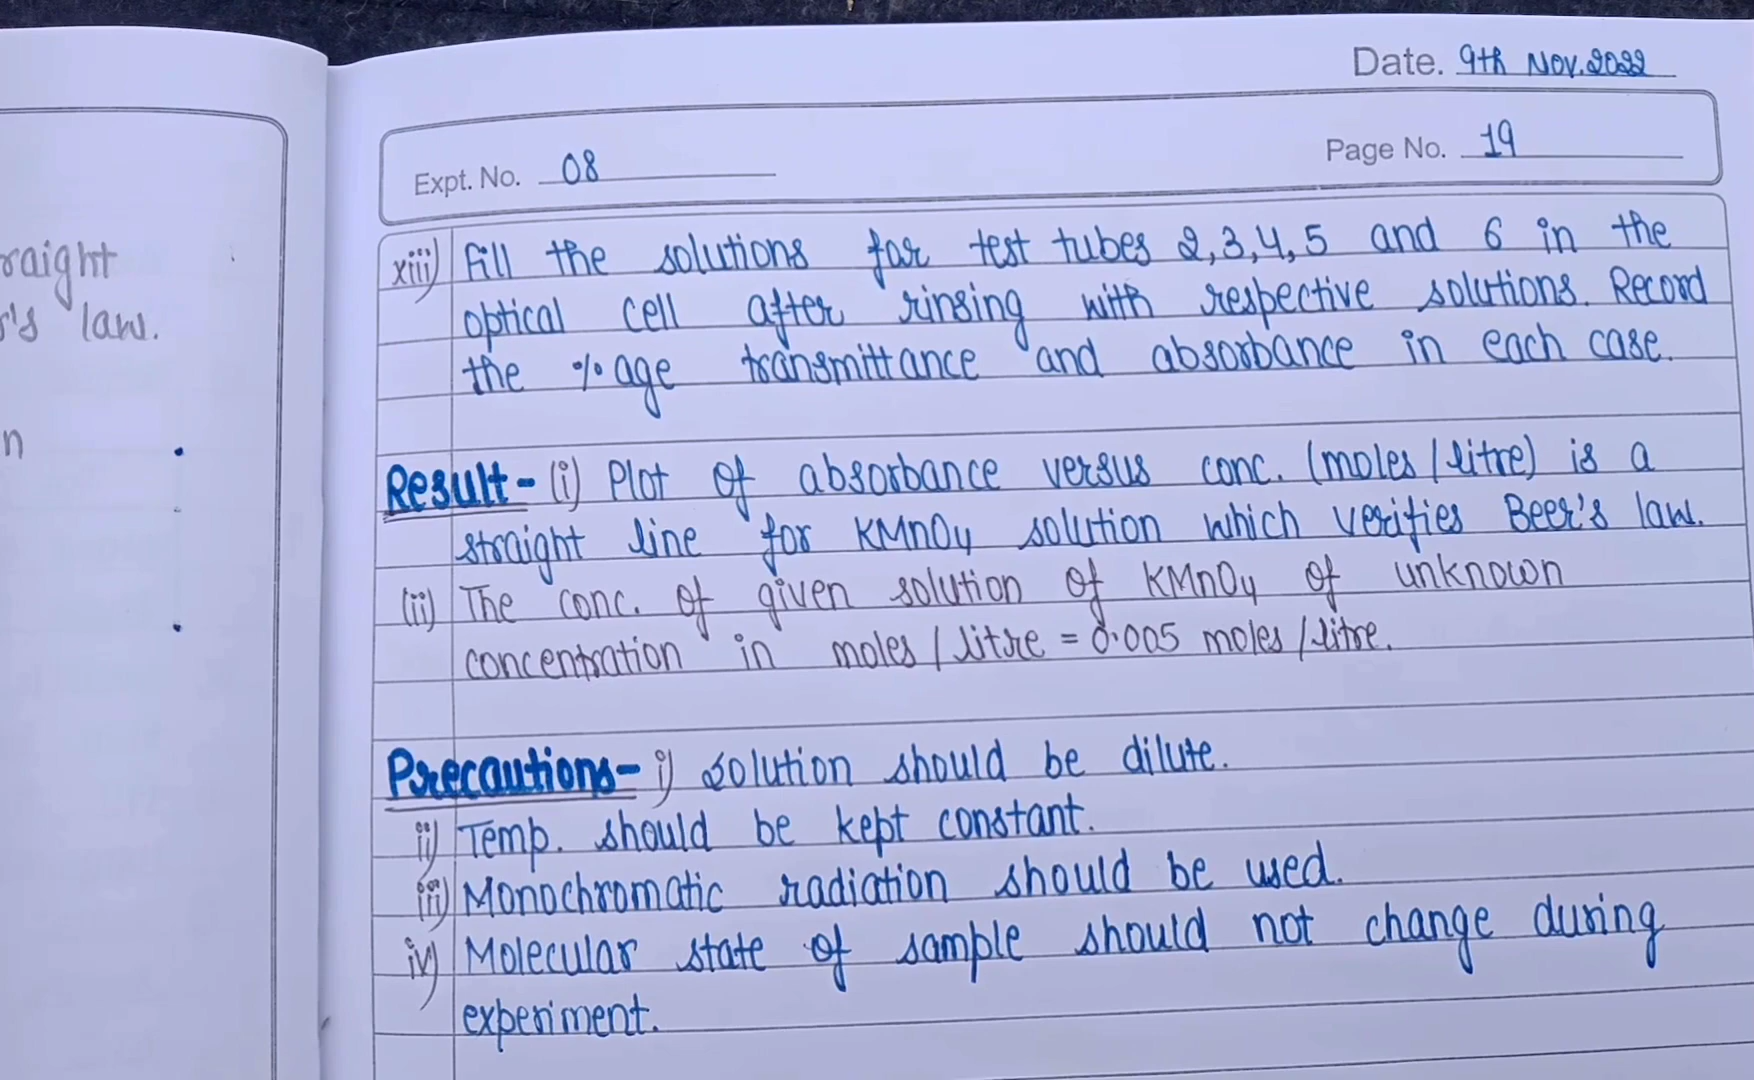 raight
r's law.
n
Date. 9th Nov. 2022
Expt. No. 08
Page No. 19
xiii) Fill the solutions for test tubes 2,3,4,5 and 6 in the
optical cell after rinsing with respective solutions. Record
the %age transmittance and absorbance in each case.
Result- (i) Plot of absorbance versus conc. (moles/litre) is a
straight line for KMnO4 solution which verifies Beer's law.
(ii) The conc. of given solution of KMnO4 of unknown
concentration in moles/litre = 0.005 moles/litre.
Precautions- i) Solution should be dilute.
ii) Temp. should be kept constant.
iii) Monochromatic radiation should be used.
iv) Molecular state of sample should not change during
experiment.